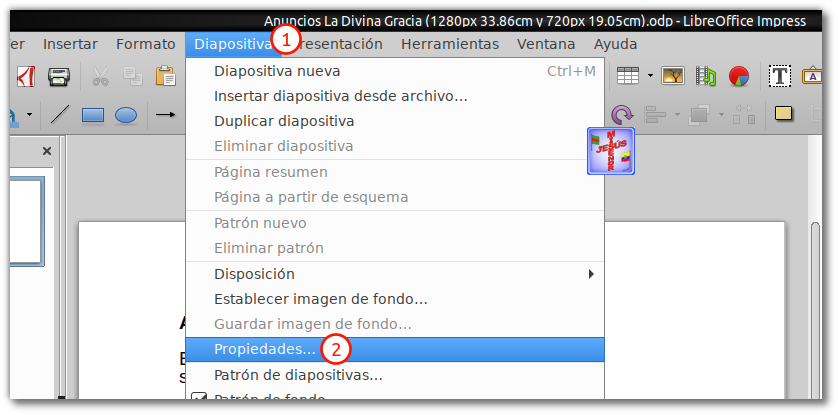 Anuncios La Divina Gracia (1280px 33.86cm y 720px 19.05cm).odp - LibreOffice Impress
er Insertar Formato Diapositiva 1 resentación Herramientas Ventana Ayuda
Diapositiva nueva Ctrl+M
Insertar diapositiva desde archivo...
Duplicar diapositiva
Eliminar diapositiva
Página resumen
Página a partir de esquema
Patrón nuevo
Eliminar patrón
Disposición
Establecer imagen de fondo...
Guardar imagen de fondo...
Propiedades... 2
Patrón de diapositivas...
Patrón de fondo
T
A
JESÚS